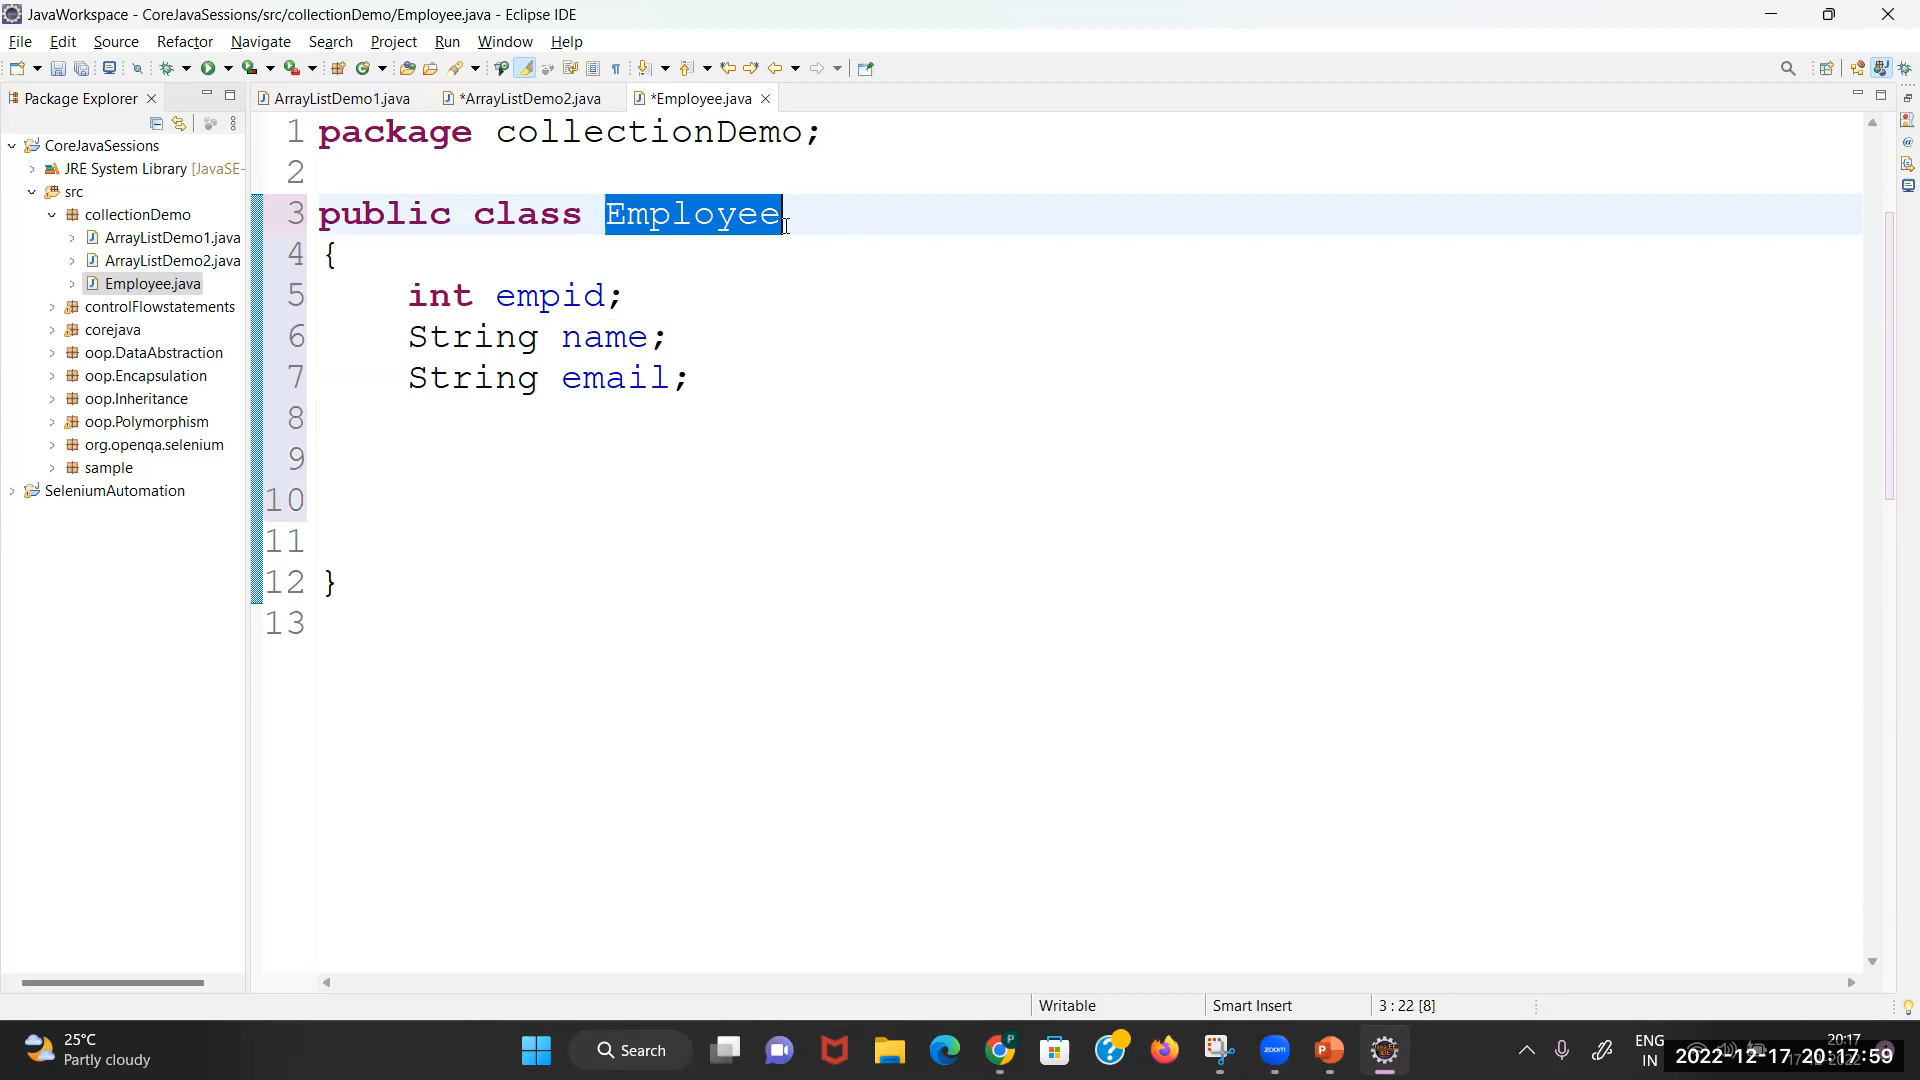 JavaWorkspace - CoreJavaSessions/src/collectionDemo/Employee.java - Eclipse IDE
File Edit Source Refactor Navigate Search Project Run Window Help
Package Explorer
ArrayListDemo1.java *ArrayListDemo2.java *Employee.java
CoreJavaSessions
JRE System Library [JavaSE-
src
collectionDemo
ArrayListDemo1.java
ArrayListDemo2.java
Employee.java
controlFlowstatements
corejava
oop.DataAbstraction
oop.Encapsulation
oop.Inheritance
oop.Polymorphism
org.openqa.selenium
sample
SeleniumAutomation
1 package collectionDemo;
2
3 public class Employee
4 {
5 int empid;
6 String name;
7 String email;
8
9
10
11
12 }
13
Writable Smart Insert 3 : 22 [8]
25°C
Partly cloudy
Search
zoom
ENG
IN
20:17
2022-12-17 20:17:59